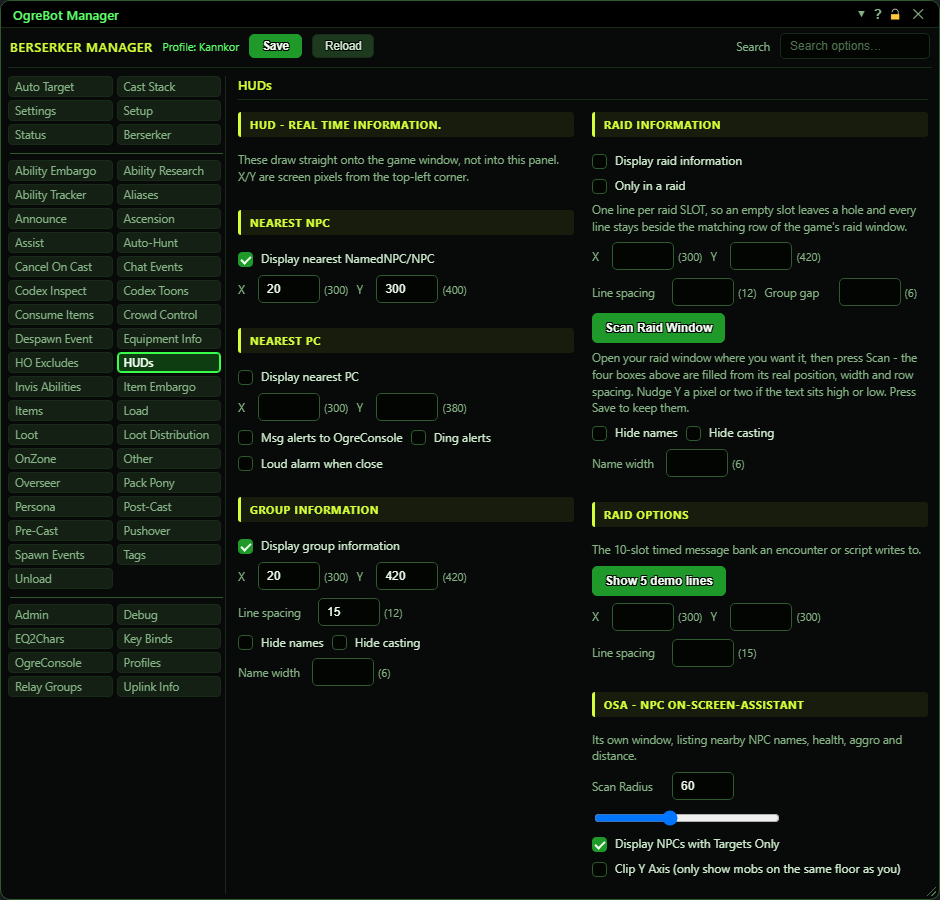 OgreBot Manager
▼ ?
BERSERKER MANAGER Profile: Kannkor Save Reload Search Search options...
Auto Target Cast Stack
Settings Setup
Status Berserker
Ability Embargo Ability Research
Ability Tracker Aliases
Announce Ascension
Assist Auto-Hunt
Cancel On Cast Chat Events
Codex Inspect Codex Toons
Consume Items Crowd Control
Despawn Event Equipment Info
HO Excludes HUDs
Invis Abilities Item Embargo
Items Load
Loot Loot Distribution
OnZone Other
Overseer Pack Pony
Persona Post-Cast
Pre-Cast Pushover
Spawn Events Tags
Unload
Admin Debug
EQ2Chars Key Binds
OgreConsole Profiles
Relay Groups Uplink Info
HUDs
HUD - REAL TIME INFORMATION.
These draw straight onto the game window, not into this panel.
X/Y are screen pixels from the top-left corner.
NEAREST NPC
Display nearest NamedNPC/NPC
X 20 (300) Y 300 (400)
NEAREST PC
Display nearest PC
X (300) Y (380)
Msg alerts to OgreConsole Ding alerts
Loud alarm when close
GROUP INFORMATION
Display group information
X 20 (300) Y 420 (420)
Line spacing 15 (12)
Hide names Hide casting
Name width (6)
RAID INFORMATION
Display raid information
Only in a raid
One line per raid SLOT, so an empty slot leaves a hole and every
line stays beside the matching row of the game's raid window.
X (300) Y (420)
Line spacing (12) Group gap (6)
Scan Raid Window
Open your raid window where you want it, then press Scan - the
four boxes above are filled from its real position, width and row
spacing. Nudge Y a pixel or two if the text sits high or low. Press
Save to keep them.
Hide names Hide casting
Name width (6)
RAID OPTIONS
The 10-slot timed message bank an encounter or script writes to.
Show 5 demo lines
X (300) Y (300)
Line spacing (15)
OSA - NPC ON-SCREEN-ASSISTANT
Its own window, listing nearby NPC names, health, aggro and
distance.
Scan Radius 60
Display NPCs with Targets Only
Clip Y Axis (only show mobs on the same floor as you)